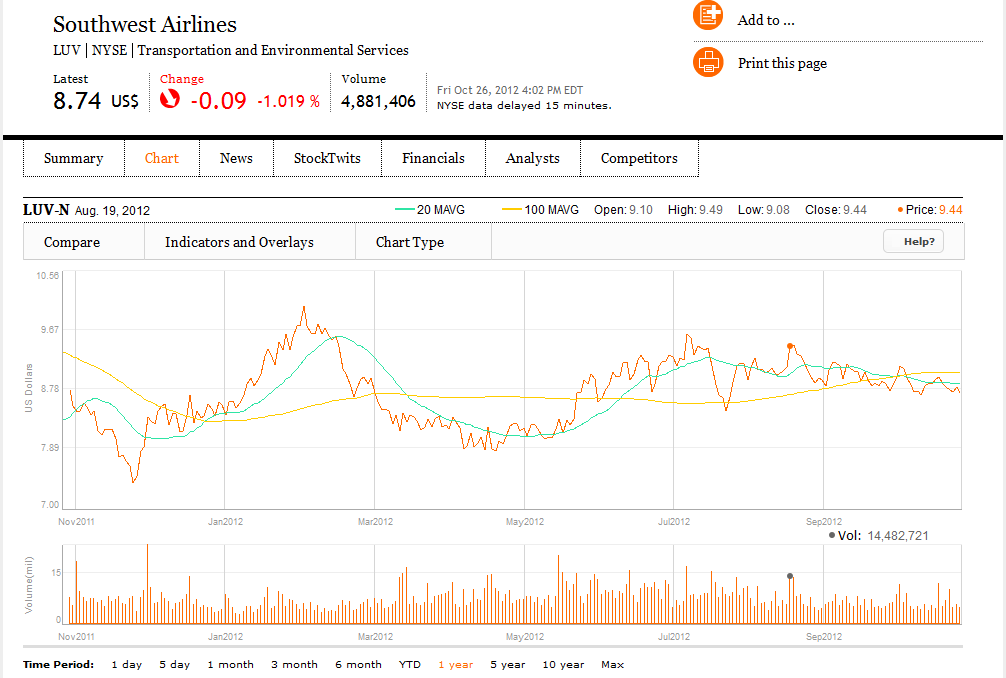 Southwest Airlines
LUV | NYSE | Transportation and Environmental Services
Latest Change Volume
8.74 US$ -0.09 -1.019 % 4,881,406
Fri Oct 26, 2012 4:02 PM EDT
NYSE data delayed 15 minutes.
Add to ...
Print this page
Summary Chart News StockTwits Financials Analysts Competitors
LUV-N Aug. 19, 2012 20 MAVG 100 MAVG Open: 9.10 High: 9.49 Low: 9.08 Close: 9.44 Price: 9.44
Compare Indicators and Overlays Chart Type Help?
US Dollars
10.56
9.67
8.78
7.89
7.00
Nov2011 Jan2012 Mar2012 May2012 Jul2012 Sep2012
Vol: 14,482,721
Volume(mil)
15
0
Nov2011 Jan2012 Mar2012 May2012 Jul2012 Sep2012
Time Period: 1 day 5 day 1 month 3 month 6 month YTD 1 year 5 year 10 year Max